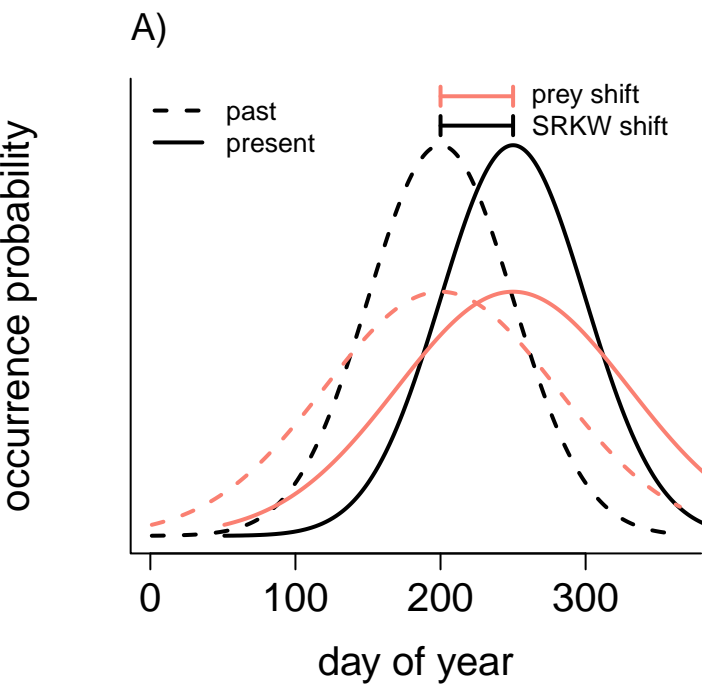 A)
prey shift
SRKW shift
past
present
occurrence probability
0 100 200 300
day of year